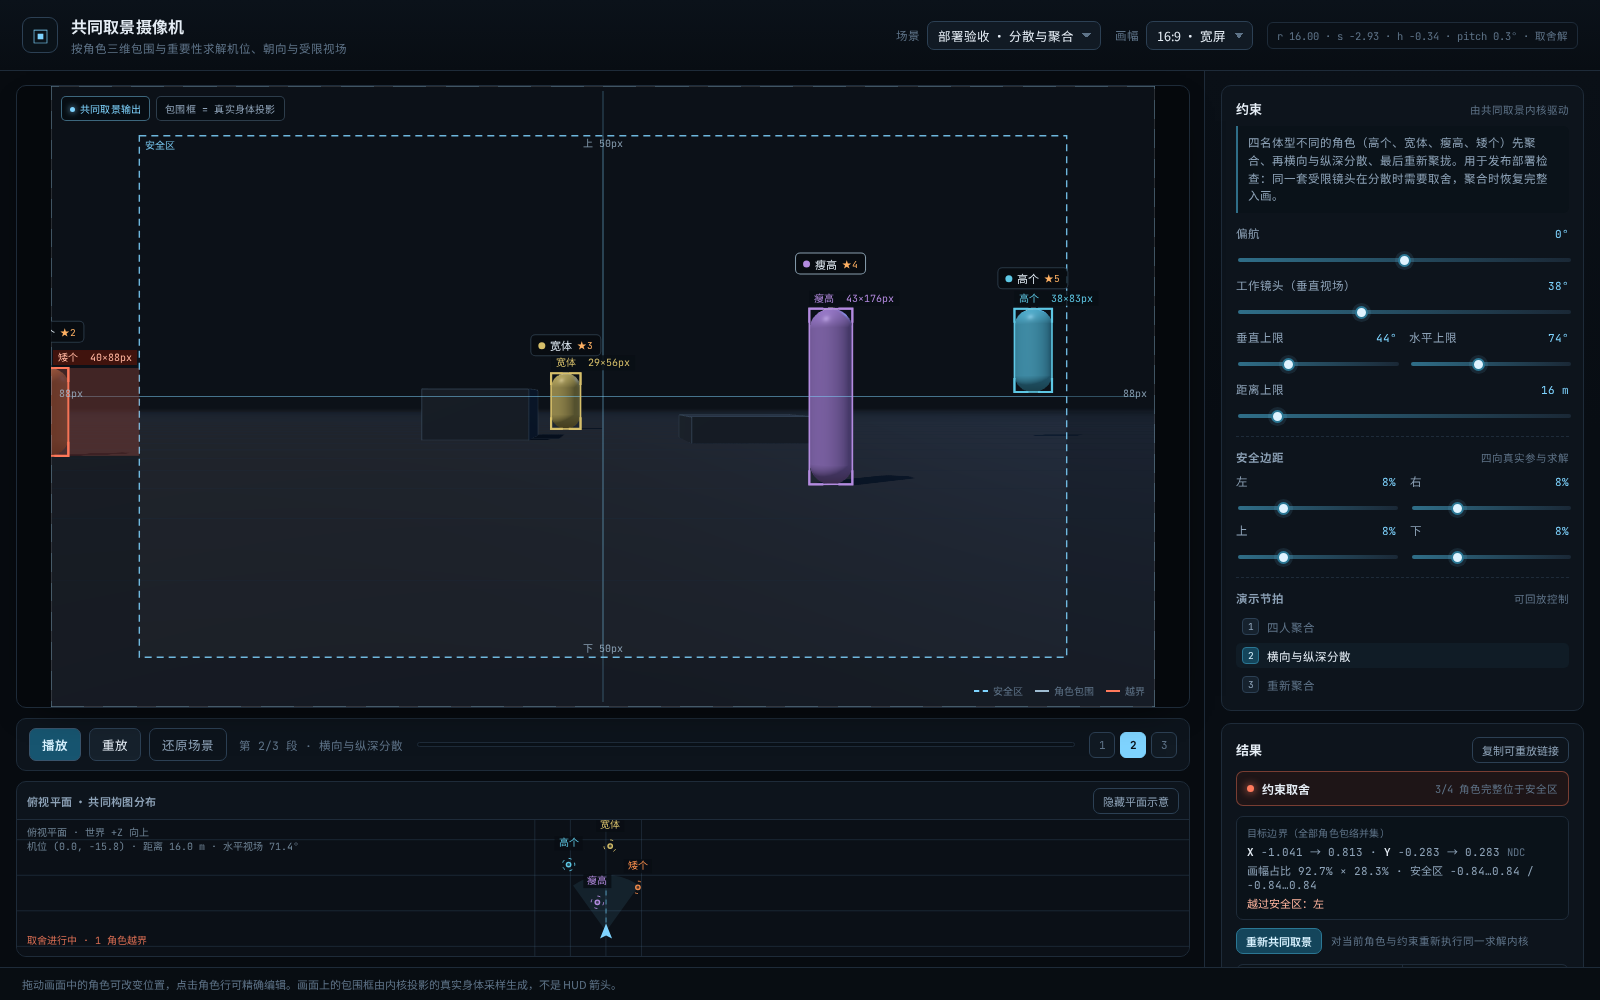 共同取景摄像机
按角色三维包围与重要性求解机位、朝向与受限视场
场景
部署验收 · 分散与聚合
画幅
16:9 · 宽屏
r 16.00 · s -2.93 · h -0.34 · pitch 0.3° · 取舍解
共同取景输出
包围框 = 真实身体投影
安全区
上 50px
瘦高 ★4
高个 ★5
瘦高 43×176px
高个 38×83px
★2
宽体 ★3
矮个 40×88px
宽体 29×56px
88px
88px
下 50px
安全区
角色包围
越界
播放
重放
还原场景
第 2/3 段 · 横向与纵深分散
1
2
3
俯视平面 · 共同构图分布
隐藏平面示意
俯视平面 · 世界 +Z 向上
机位 (0.0, -15.8) · 距离 16.0 m · 水平视场 71.4°
宽体
高个
矮个
瘦高
取舍进行中 · 1 角色越界
约束
由共同取景内核驱动
四名体型不同的角色（高个、宽体、瘦高、矮个）先聚
合、再横向与纵深分散、最后重新聚拢。用于发布部署检
查：同一套受限镜头在分散时需要取舍，聚合时恢复完整
入画。
偏航
0°
工作镜头（垂直视场）
38°
垂直上限
44°
水平上限
74°
距离上限
16 m
安全边距
四向真实参与求解
左
8%
右
8%
上
8%
下
8%
演示节拍
可回放控制
1 四人聚合
2 横向与纵深分散
3 重新聚合
结果
复制可重放链接
约束取舍
3/4 角色完整位于安全区
目标边界（全部角色包络并集）
X -1.041 → 0.813 · Y -0.283 → 0.283 NDC
画幅占比 92.7% × 28.3% · 安全区 -0.84…0.84 /
-0.84…0.84
越过安全区：左
重新共同取景
对当前角色与约束重新执行同一求解内核
拖动画面中的角色可改变位置，点击角色行可精确编辑。画面上的包围框由内核投影的真实身体采样生成，不是 HUD 箭头。